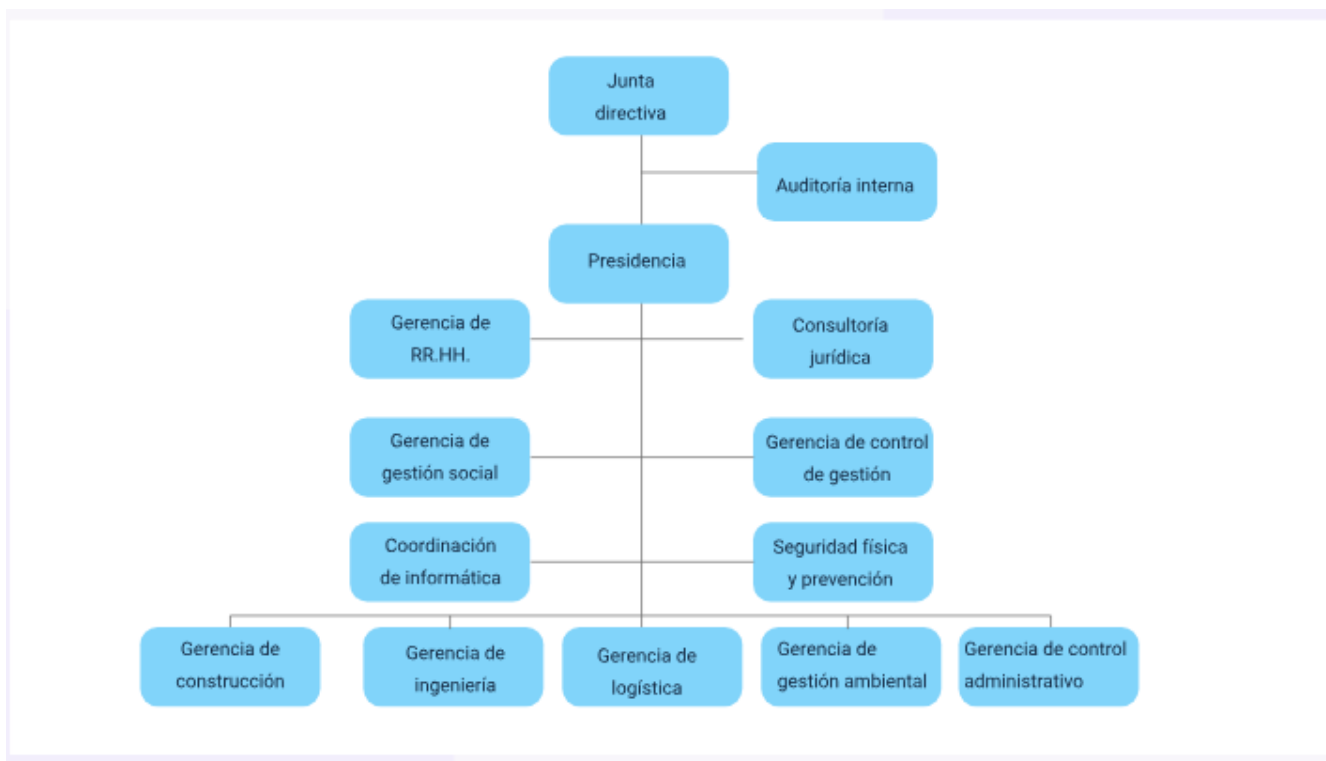 Junta
directiva
Auditoría interna
Presidencia
Gerencia de
RR.HH.
Consultoría
jurídica
Gerencia de
gestión social
Gerencia de control
de gestión
Coordinación
de informática
Seguridad física
y prevención
Gerencia de
construcción
Gerencia de
ingeniería
Gerencia de
logística
Gerencia de
gestión ambiental
Gerencia de control
administrativo